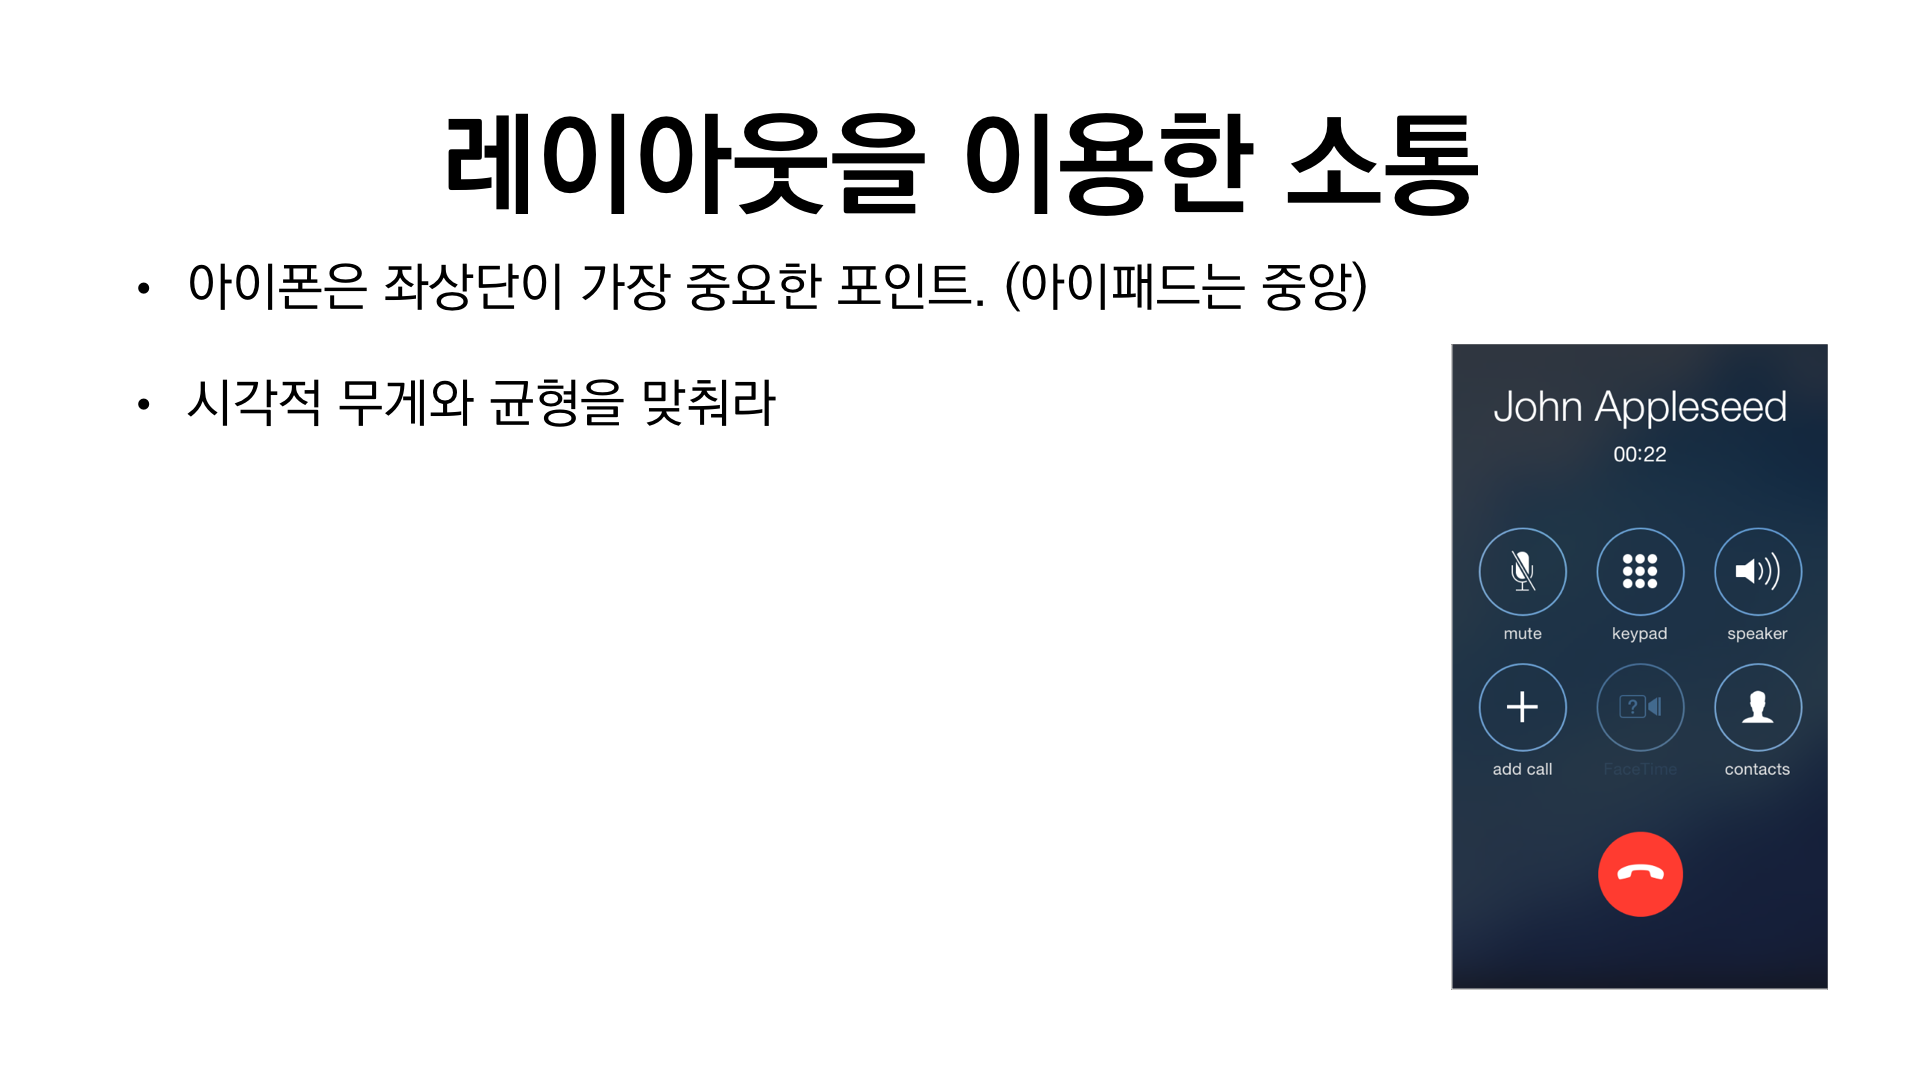 레이아웃을 이용한 소통
• 아이폰은 좌상단이 가장 중요한 포인트. (아이패드는 중앙)
• 시각적 무게와 균형을 맞춰라
John Appleseed
00:22
mute keypad speaker
add call FaceTime contacts